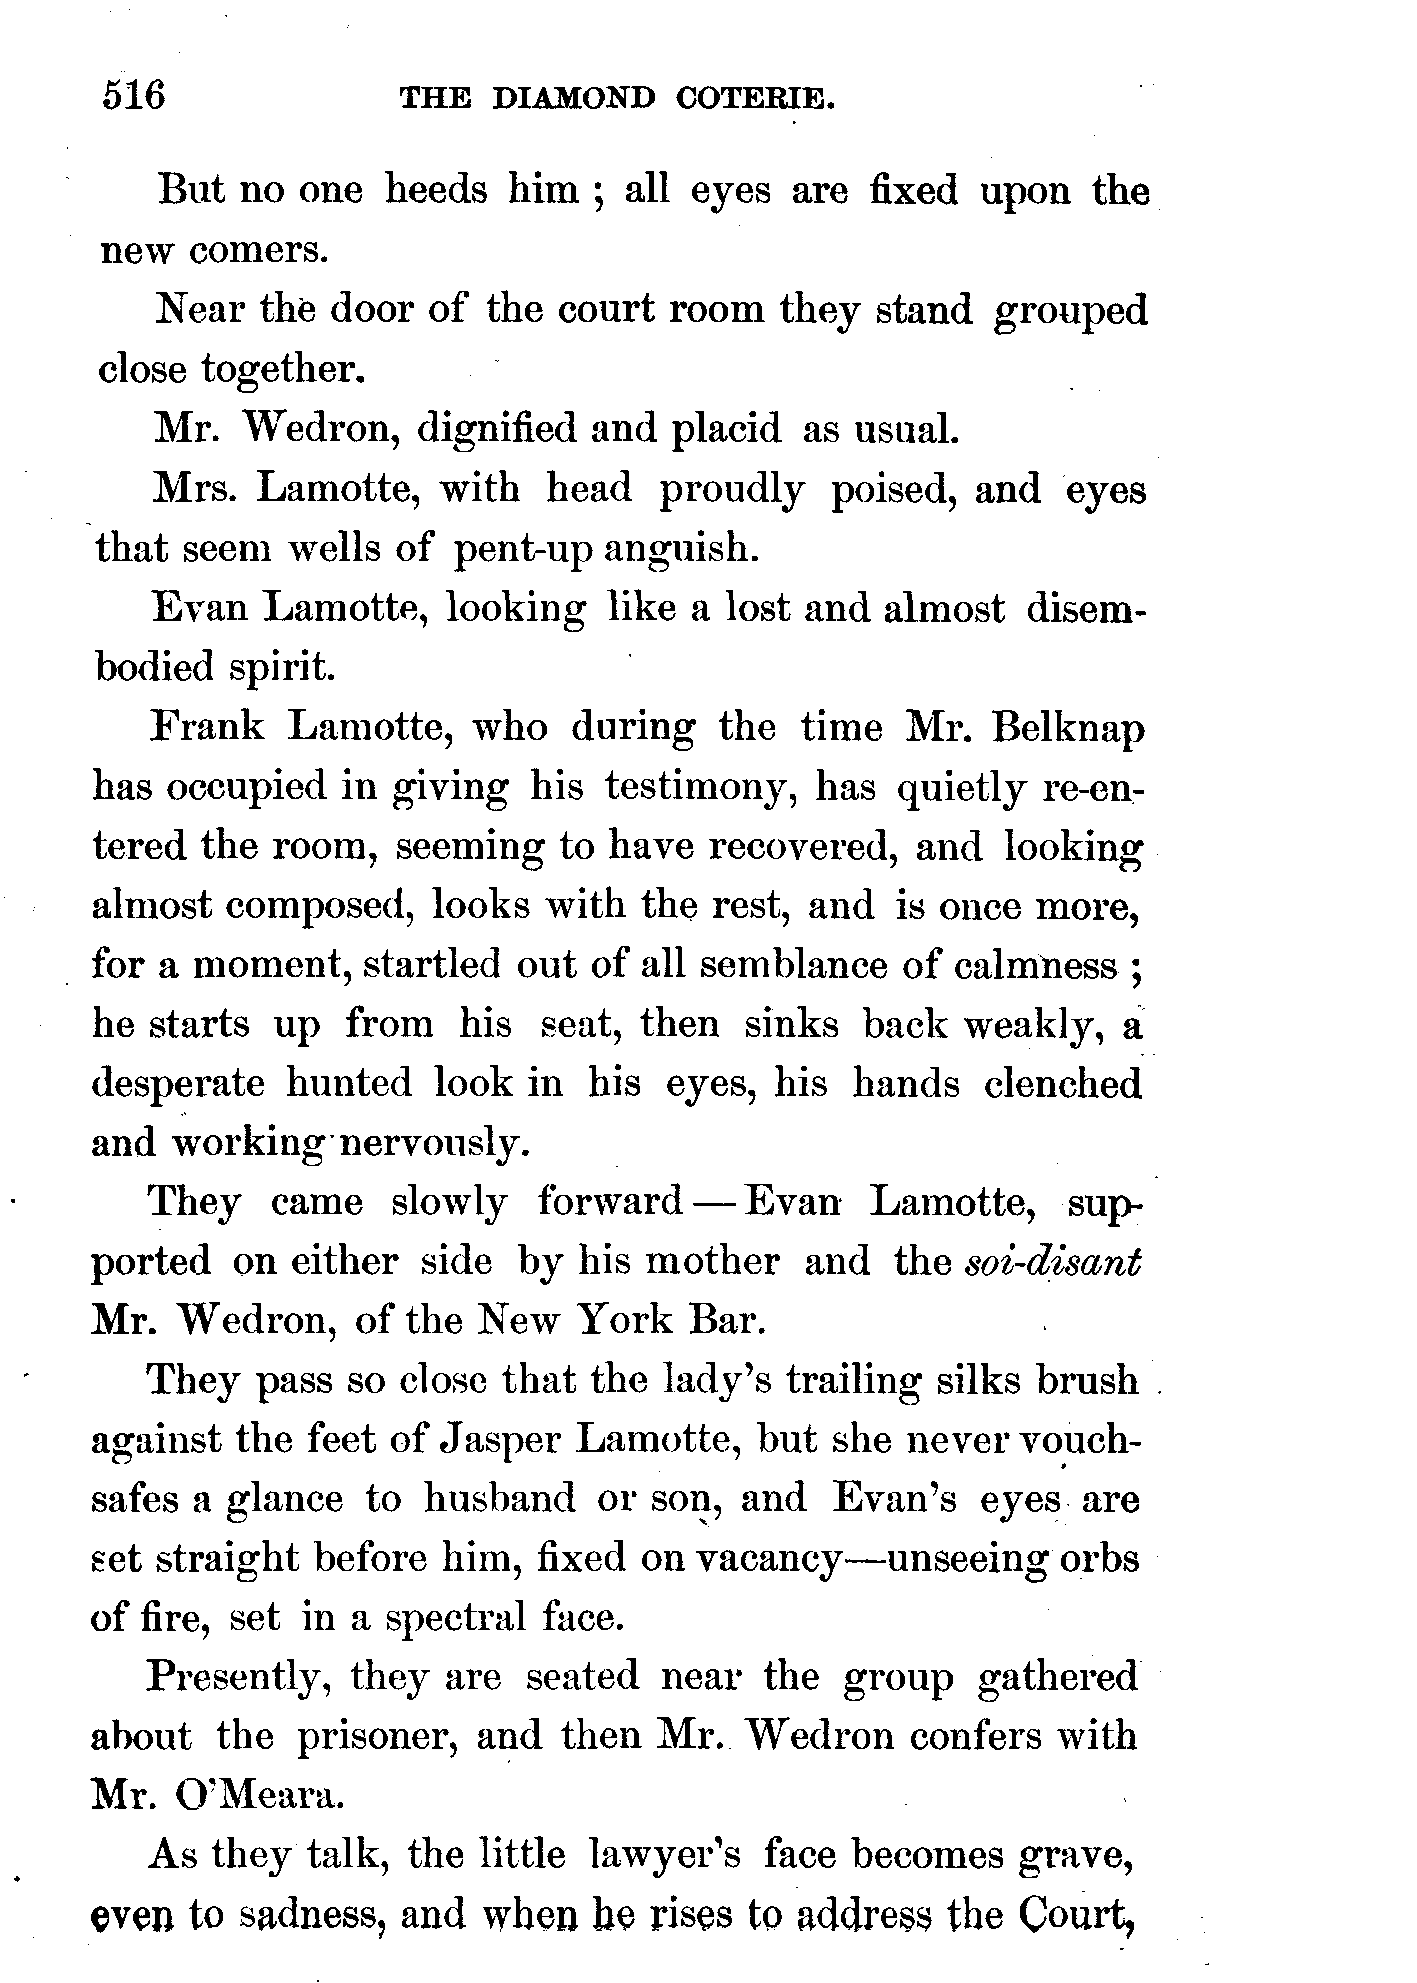 516 THE DIAMOND COTERIE.
But no one heeds him ; all eyes are fixed upon the
new comers.
Near the door of the court room they stand grouped
close together.
Mr. Wedron, dignified and placid as usual.
Mrs. Lamotte, with head proudly poised, and eyes
that seem wells of pent-up anguish.
Evan Lamotte, looking like a lost and almost disem-
bodied spirit.
Frank Lamotte, who during the time Mr. Belknap
has occupied in giving his testimony, has quietly re-en-
tered the room, seeming to have recovered, and looking
almost composed, looks with the rest, and is once more,
for a moment, startled out of all semblance of calmness ;
he starts up from his seat, then sinks back weakly, a
desperate hunted look in his eyes, his hands clenched
and working nervously.
They came slowly forward — Evan Lamotte, sup-
ported on either side by his mother and the soi-disant
Mr. Wedron, of the New York Bar.
They pass so close that the lady's trailing silks brush
against the feet of Jasper Lamotte, but she never vouch-
safes a glance to husband or son, and Evan's eyes are
set straight before him, fixed on vacancy—unseeing orbs
of fire, set in a spectral face.
Presently, they are seated near the group gathered
about the prisoner, and then Mr. Wedron confers with
Mr. O'Meara.
As they talk, the little lawyer's face becomes grave,
even to sadness, and when he rises to address the Court,